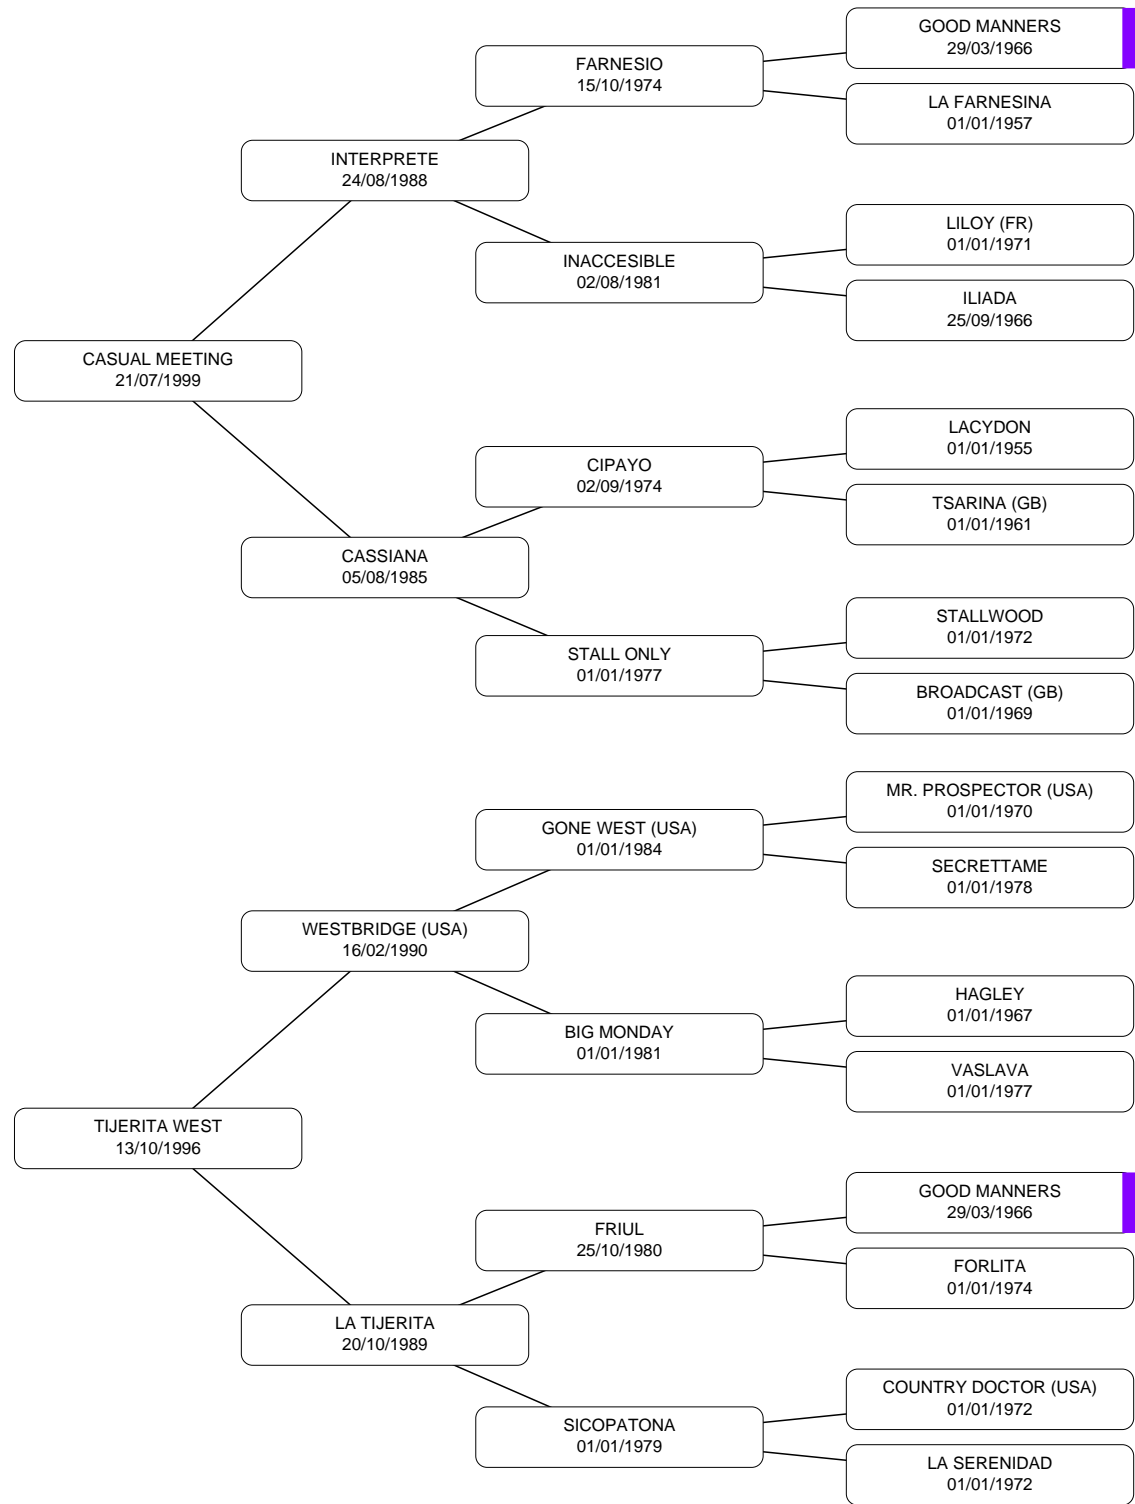 GOOD MANNERS
29/03/1966
FARNESIO
15/10/1974
LA FARNESINA
01/01/1957
INTERPRETE
24/08/1988
LILOY (FR)
01/01/1971
INACCESIBLE
02/08/1981
ILIADA
25/09/1966
CASUAL MEETING
21/07/1999
LACYDON
01/01/1955
CIPAYO
02/09/1974
TSARINA (GB)
01/01/1961
CASSIANA
05/08/1985
STALLWOOD
01/01/1972
STALL ONLY
01/01/1977
BROADCAST (GB)
01/01/1969
MR. PROSPECTOR (USA)
01/01/1970
GONE WEST (USA)
01/01/1984
SECRETTAME
01/01/1978
WESTBRIDGE (USA)
16/02/1990
HAGLEY
01/01/1967
BIG MONDAY
01/01/1981
VASLAVA
01/01/1977
TIJERITA WEST
13/10/1996
GOOD MANNERS
29/03/1966
FRIUL
25/10/1980
FORLITA
01/01/1974
LA TIJERITA
20/10/1989
COUNTRY DOCTOR (USA)
01/01/1972
SICOPATONA
01/01/1979
LA SERENIDAD
01/01/1972